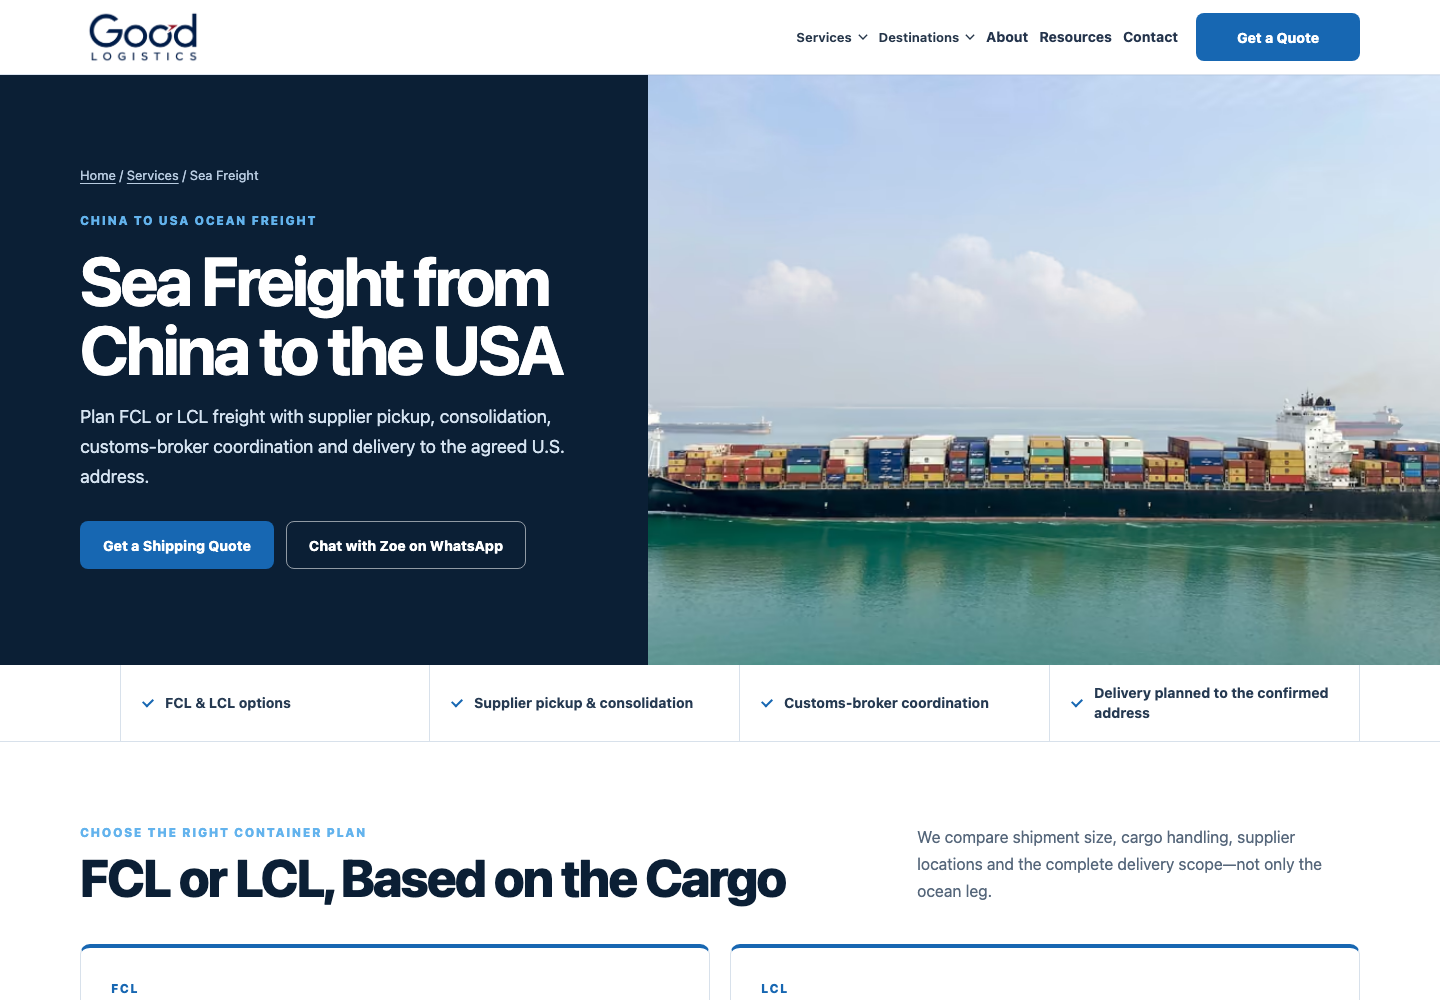 Good
LOGISTICS
Services
Destinations
About
Resources
Contact
Get a Quote
Home / Services / Sea Freight
CHINA TO USA OCEAN FREIGHT
Sea Freight from
China to the USA
Plan FCL or LCL freight with supplier pickup, consolidation,
customs-broker coordination and delivery to the agreed U.S.
address.
Get a Shipping Quote
Chat with Zoe on WhatsApp
FCL & LCL options
Supplier pickup & consolidation
Customs-broker coordination
Delivery planned to the confirmed
address
CHOOSE THE RIGHT CONTAINER PLAN
FCL or LCL, Based on the Cargo
We compare shipment size, cargo handling, supplier
locations and the complete delivery scope—not only the
ocean leg.
FCL
LCL